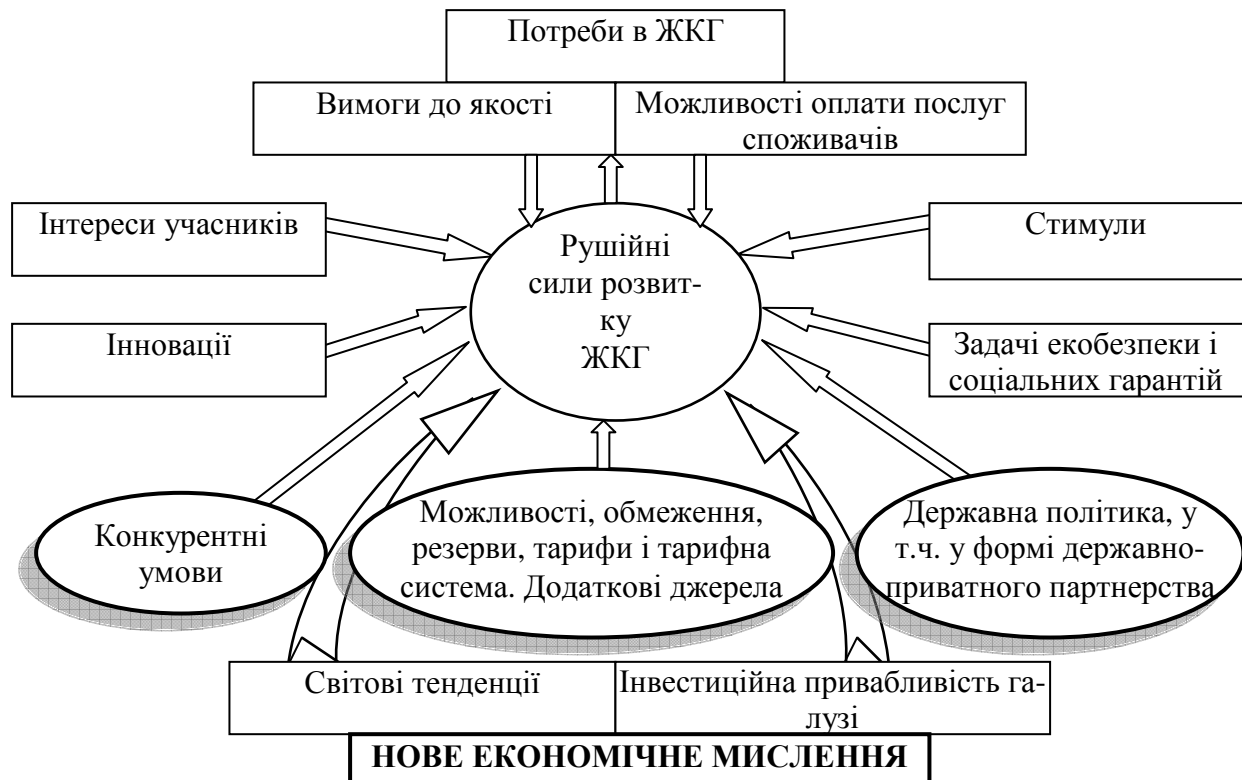 Потреби в ЖКГ
Вимоги до якості
Можливості оплати послуг
споживачів
Інтереси учасників
Рушійні
сили розвит-
ку
ЖКГ
Стимули
Інновації
Задачі екобезпеки і
соціальних гарантій
Конкурентні
умови
Можливості, обмеження,
резерви, тарифи і тарифна
система. Додаткові джерела
Державна політика, у
т.ч. у формі державно-
приватного партнерства
Світові тенденції
Інвестиційна привабливість га-
лузі
НОВЕ ЕКОНОМІЧНЕ МИСЛЕННЯ